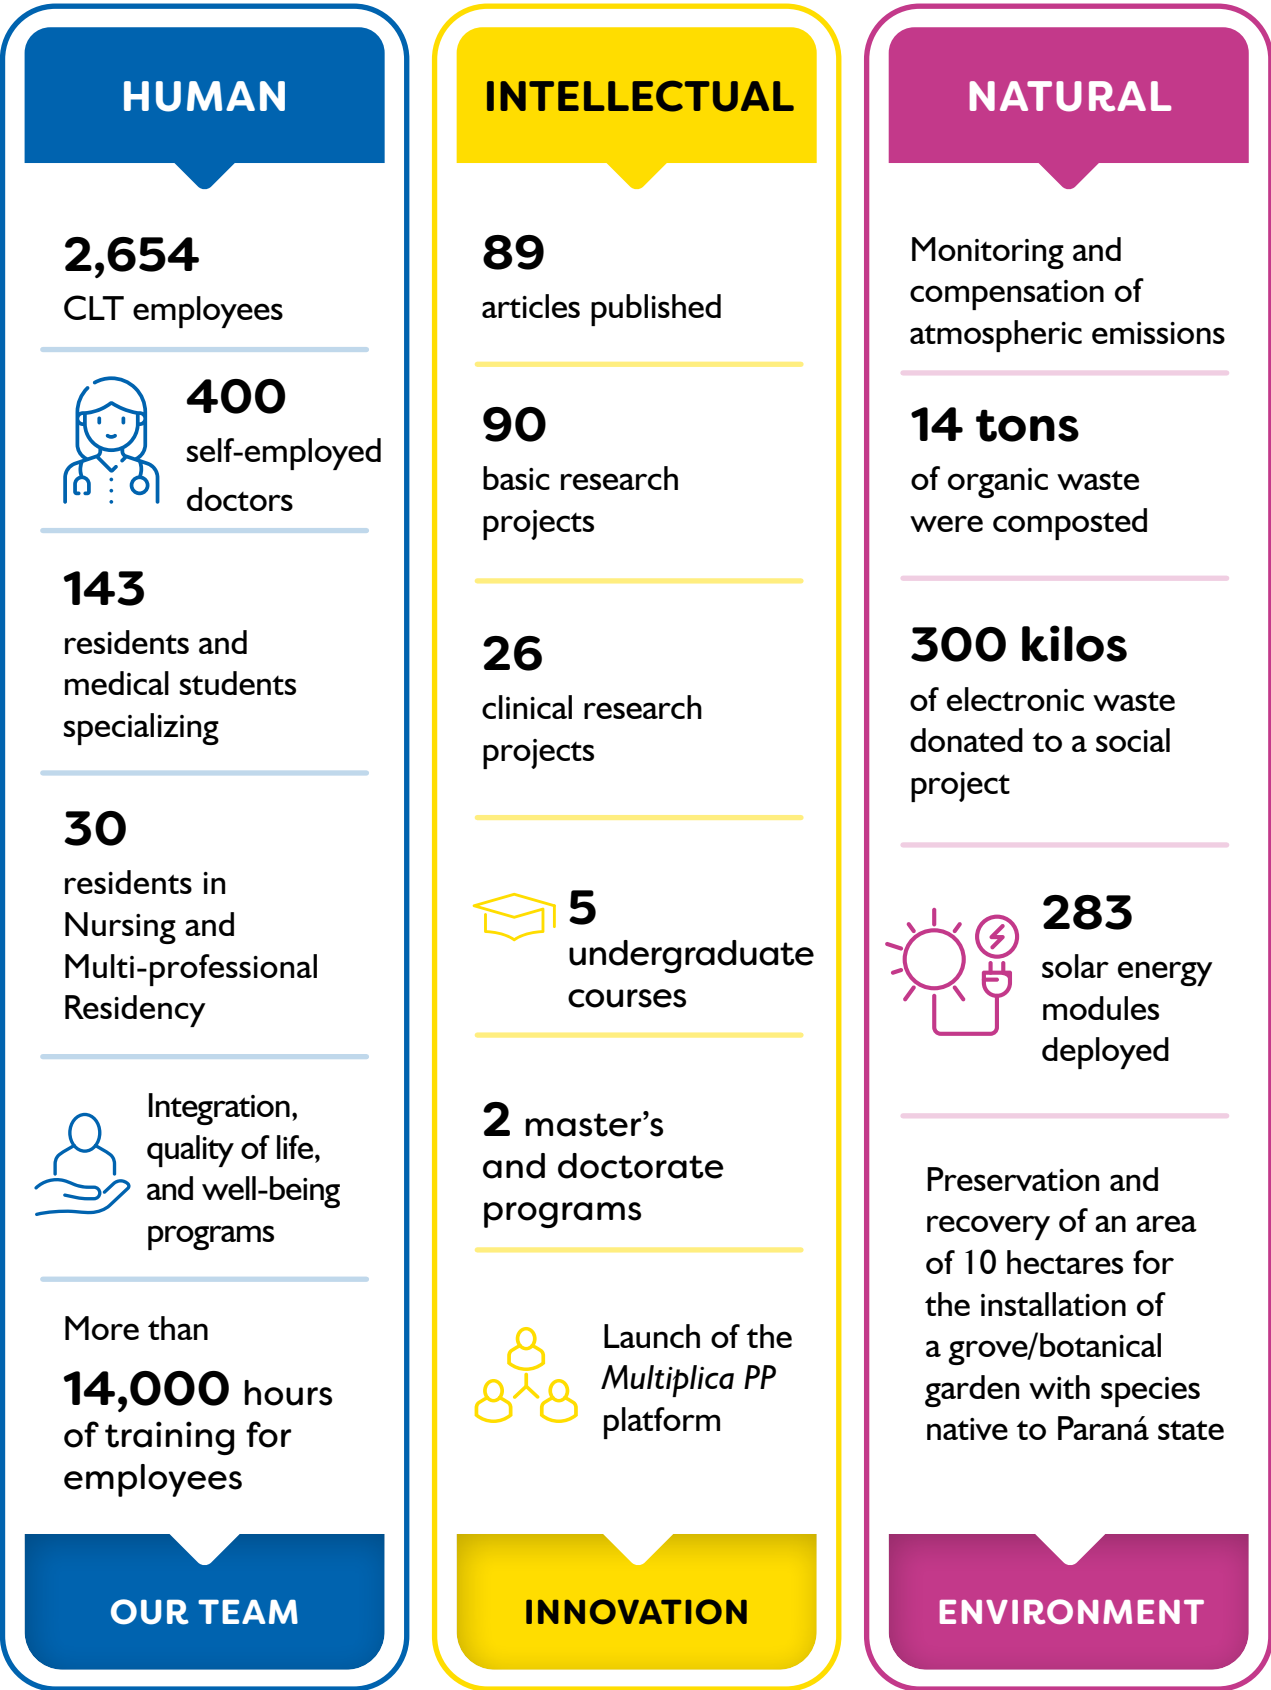 HUMAN
2,654
CLT employees
400
self-employed
doctors
143
residents and
medical students
specializing
30
residents in
Nursing and
Multi-professional
Residency
Integration,
quality of life,
and well-being
programs
More than
14,000 hours
of training for
employees
OUR TEAM
INTELLECTUAL
89
articles published
90
basic research
projects
26
clinical research
projects
5
undergraduate
courses
2 master's
and doctorate
programs
Launch of the
Multiplica PP
platform
INNOVATION
NATURAL
Monitoring and
compensation of
atmospheric emissions
14 tons
of organic waste
were composted
300 kilos
of electronic waste
donated to a social
project
283
solar energy
modules
deployed
Preservation and
recovery of an area
of 10 hectares for
the installation of
a grove/botanical
garden with species
native to Paraná state
ENVIRONMENT